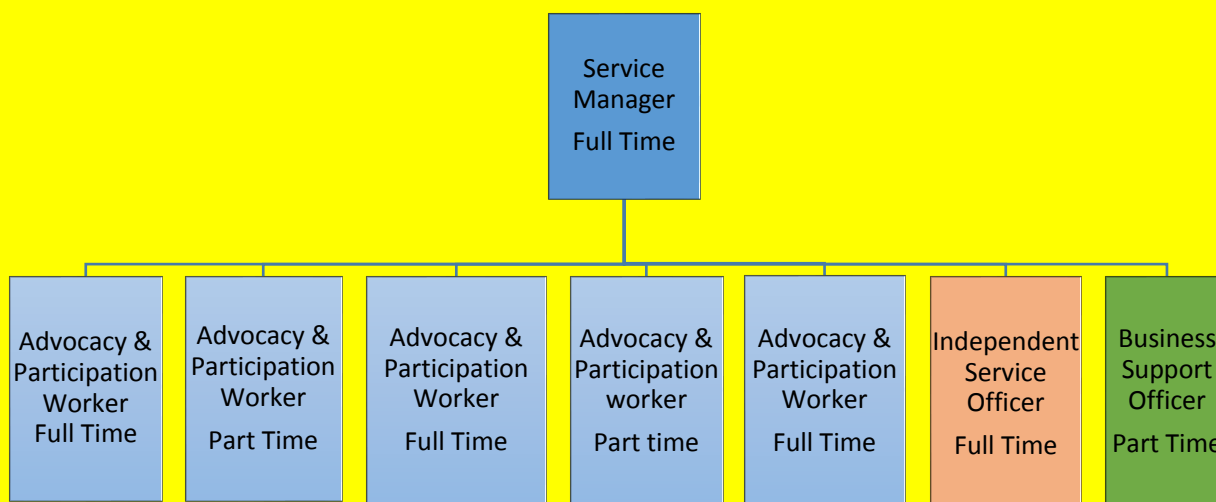 Service
Manager
Full Time
Advocacy &
Participation
Worker
Full Time
Advocacy &
Participation
Worker
Part Time
Advocacy &
Participation
Worker
Full Time
Advocacy &
Participation
worker
Part time
Advocacy &
Participation
Worker
Full Time
Independent
Service
Officer
Full Time
Business
Support
Officer
Part Time